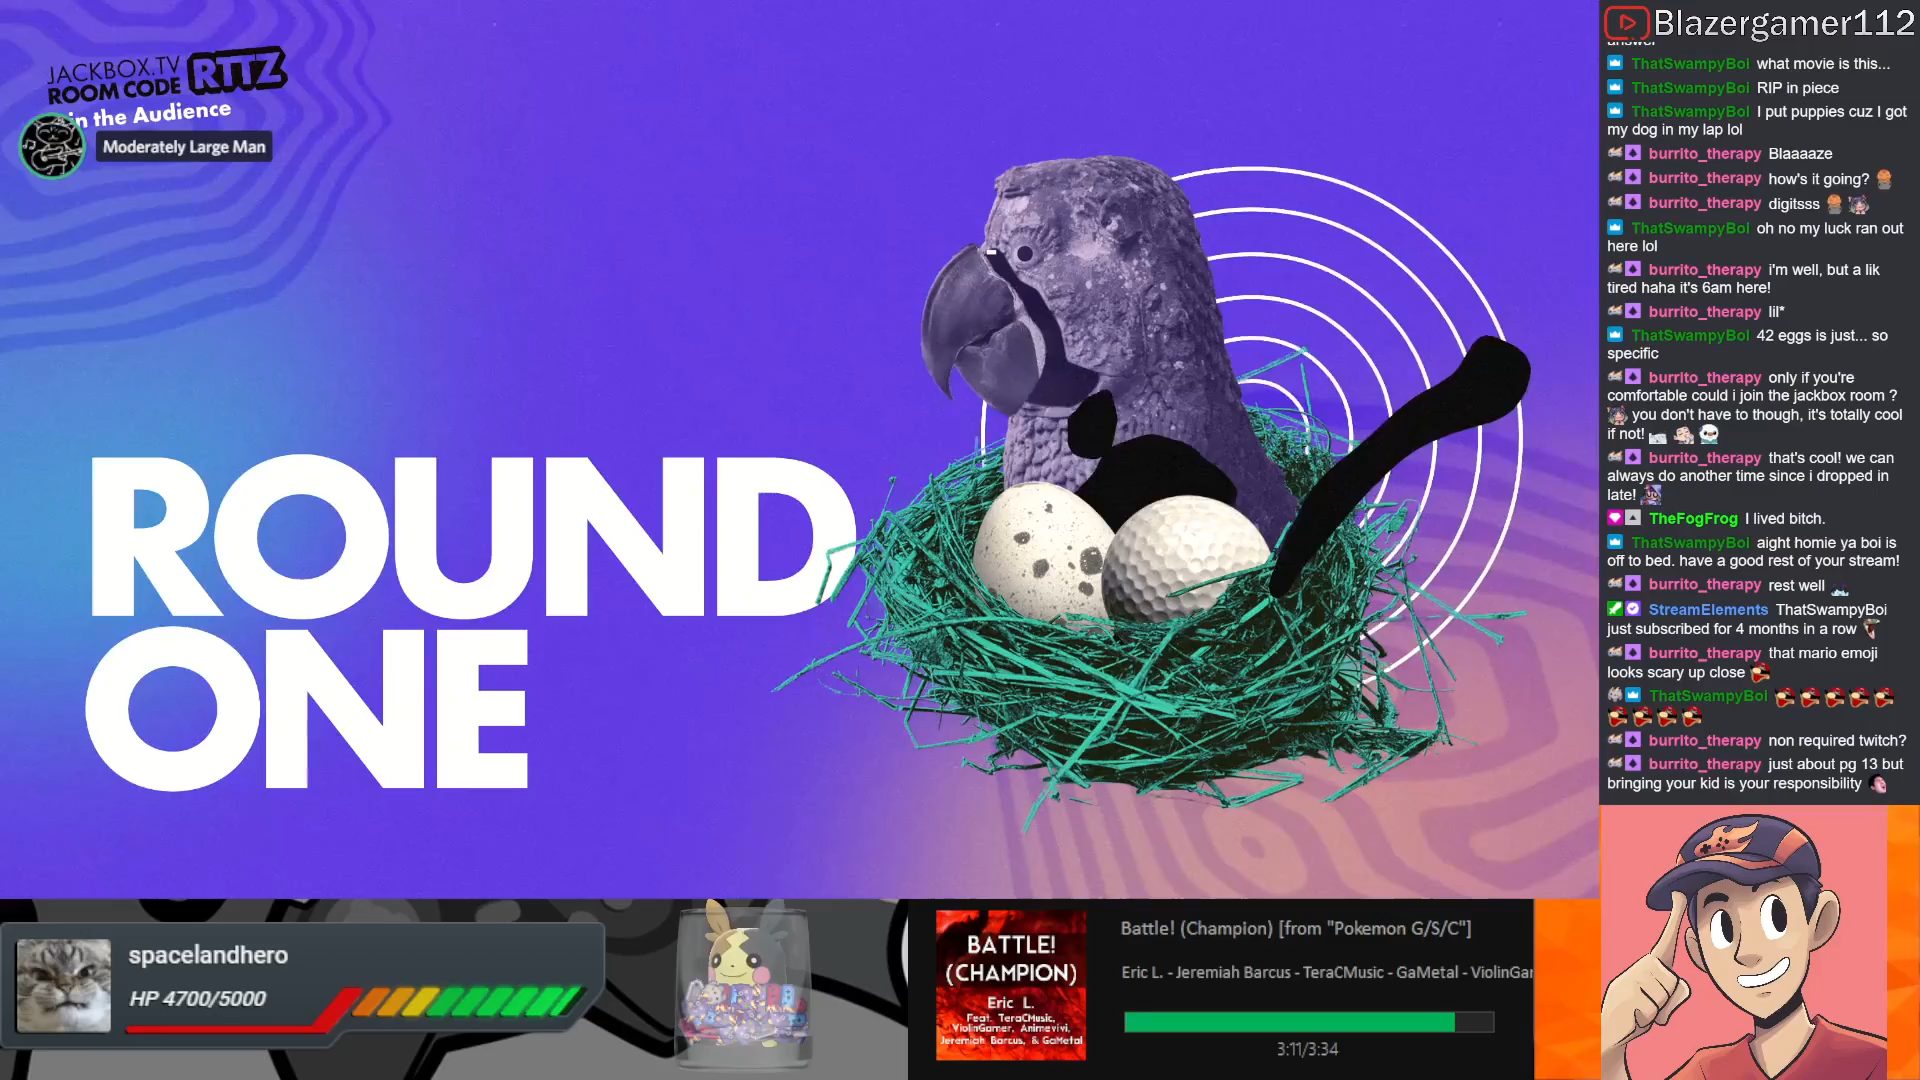 JACKBOX.TV
ROOM CODE RTTZ
in the Audience
Moderately Large Man
ROUND
ONE
Blazergamer112
answer
ThatSwampyBoi what movie is this...
ThatSwampyBoi RIP in piece
ThatSwampyBoi I put puppies cuz I got
my dog in my lap lol
burrito_therapy Blaaaaze
burrito_therapy how's it going?
burrito_therapy digitsss
ThatSwampyBoi oh no my luck ran out
here lol
burrito_therapy i'm well, but a lik
tired haha it's 6am here!
burrito_therapy lil*
ThatSwampyBoi 42 eggs is just... so
specific
burrito_therapy only if you're
comfortable could i join the jackbox room ?
you don't have to though, it's totally cool
if not!
burrito_therapy that's cool! we can
always do another time since i dropped in
late!
TheFogFrog I lived bitch.
ThatSwampyBoi aight homie ya boi is
off to bed. have a good rest of your stream!
burrito_therapy rest well
StreamElements ThatSwampyBoi
just subscribed for 4 months in a row
burrito_therapy that mario emoji
looks scary up close
ThatSwampyBoi
burrito_therapy non required twitch?
burrito_therapy just about pg 13 but
bringing your kid is your responsibility
spacelandhero
HP 4700/5000
BATTLE!
(CHAMPION)
Eric L.
Feat. TeraCMusic,
ViolinGamer, Animevivi,
Jeremiah Barcus, & GaMetal
Battle! (Champion) [from "Pokemon G/S/C"]
Eric L. - Jeremiah Barcus - TeraCMusic - GaMetal - ViolinGar
3:11/3:34